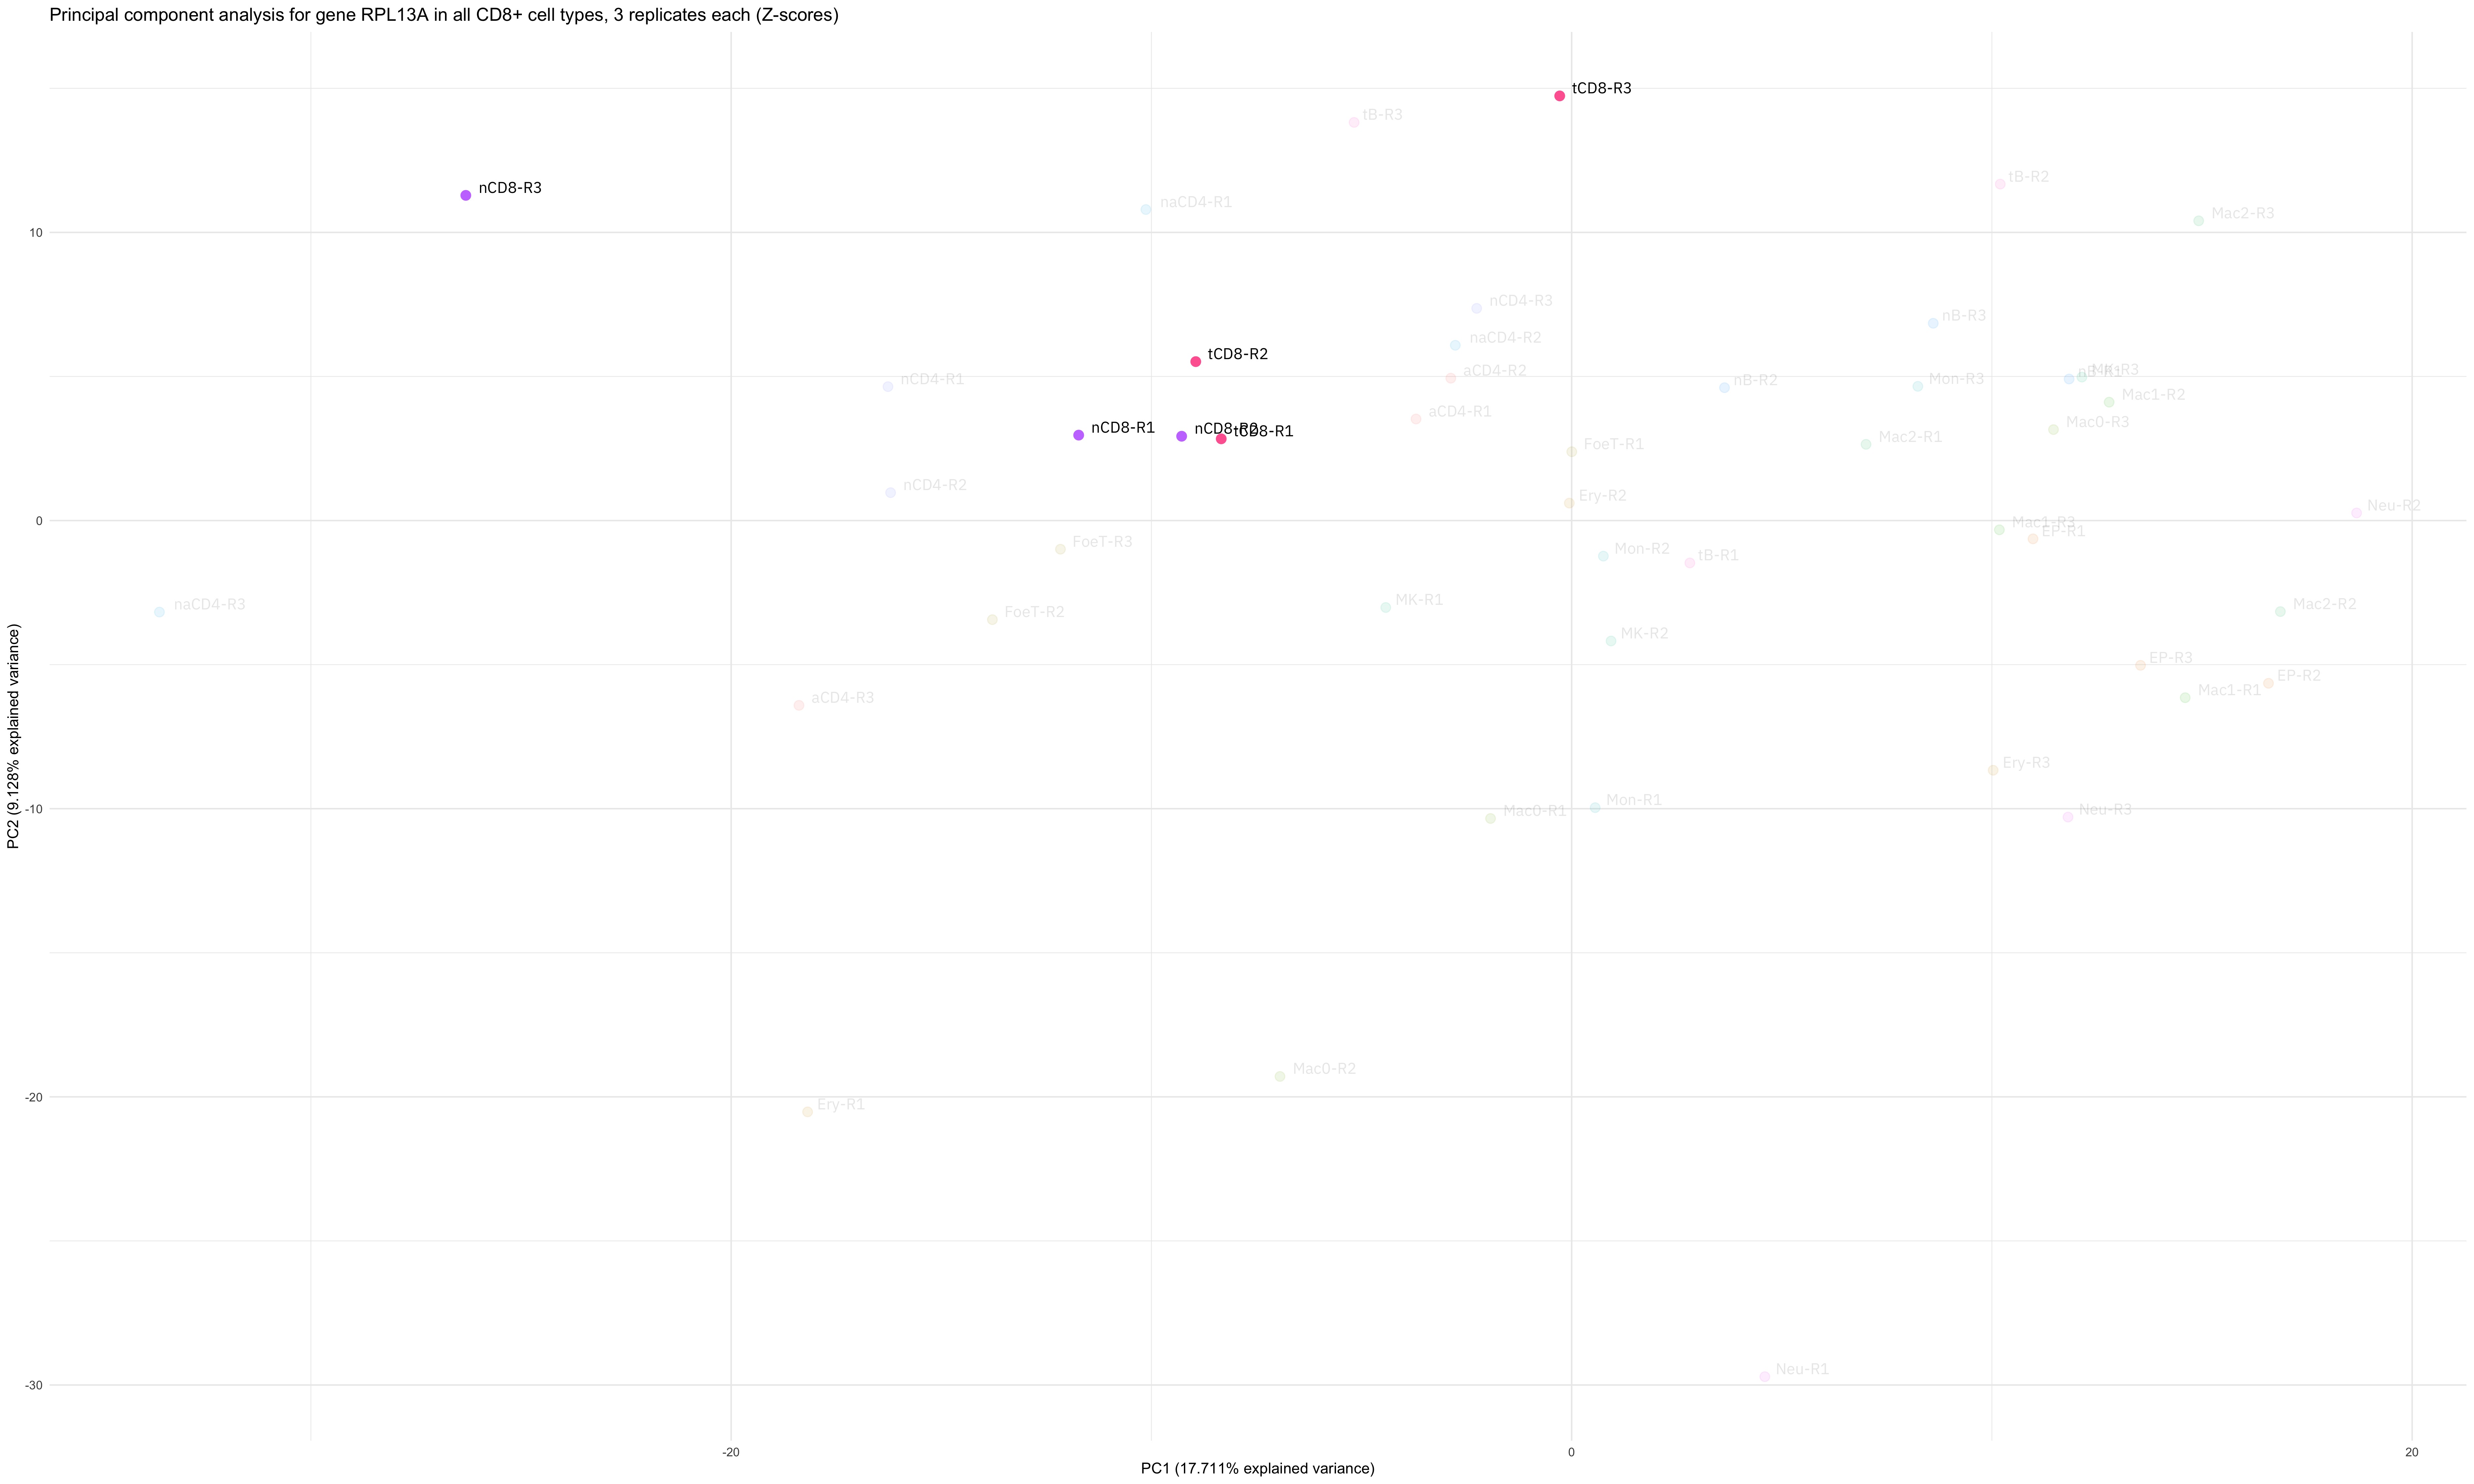 Principal component analysis for gene RPL13A in all CD8+ cell types, 3 replicates each (Z-scores)
tCD8-R3
tB-R3
tB-R2
nCD8-R3
naCD4-R1
Mac2-R3
10
nCD4-R3
nB-R3
naCD4-R2
tCD8-R2
aCD4-R2
nCD4-R1
nB-R2
Mon-R3
nB-R1
MK-R3
Mac1-R2
aCD4-R1
Mac0-R3
nCD8-R1
nCD8-R2
tCD8-R1
Mac2-R1
FoeT-R1
nCD4-R2
Ery-R2
Neu-R2
0
Mac1-R3
EP-R1
FoeT-R3
Mon-R2
tB-R1
naCD4-R3
MK-R1
Mac2-R2
FoeT-R2
MK-R2
EP-R3
EP-R2
aCD4-R3
Mac1-R1
PC2 (9.128% explained variance)
Ery-R3
-10
Mac0-R1
Mon-R1
Neu-R3
Mac0-R2
-20
Ery-R1
Neu-R1
-30
-20
0
20
PC1 (17.711% explained variance)